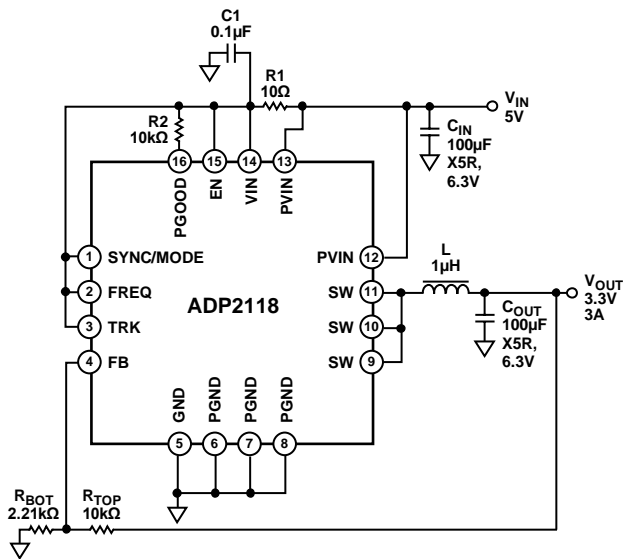 C1
0.1µF
R1
10Ω
R2
10kΩ
VIN
5V
CIN
100µF
X5R,
6.3V
16
15
14
13
PGOOD
EN
VIN
PVIN
1
SYNC/MODE
2
FREQ
3
TRK
4
FB
ADP2118
PVIN
12
SW
11
SW
10
SW
9
L
1µH
VOUT
3.3V
3A
COUT
100µF
X5R,
6.3V
GND
PGND
PGND
PGND
5
6
7
8
RBOT
2.21kΩ
RTOP
10kΩ